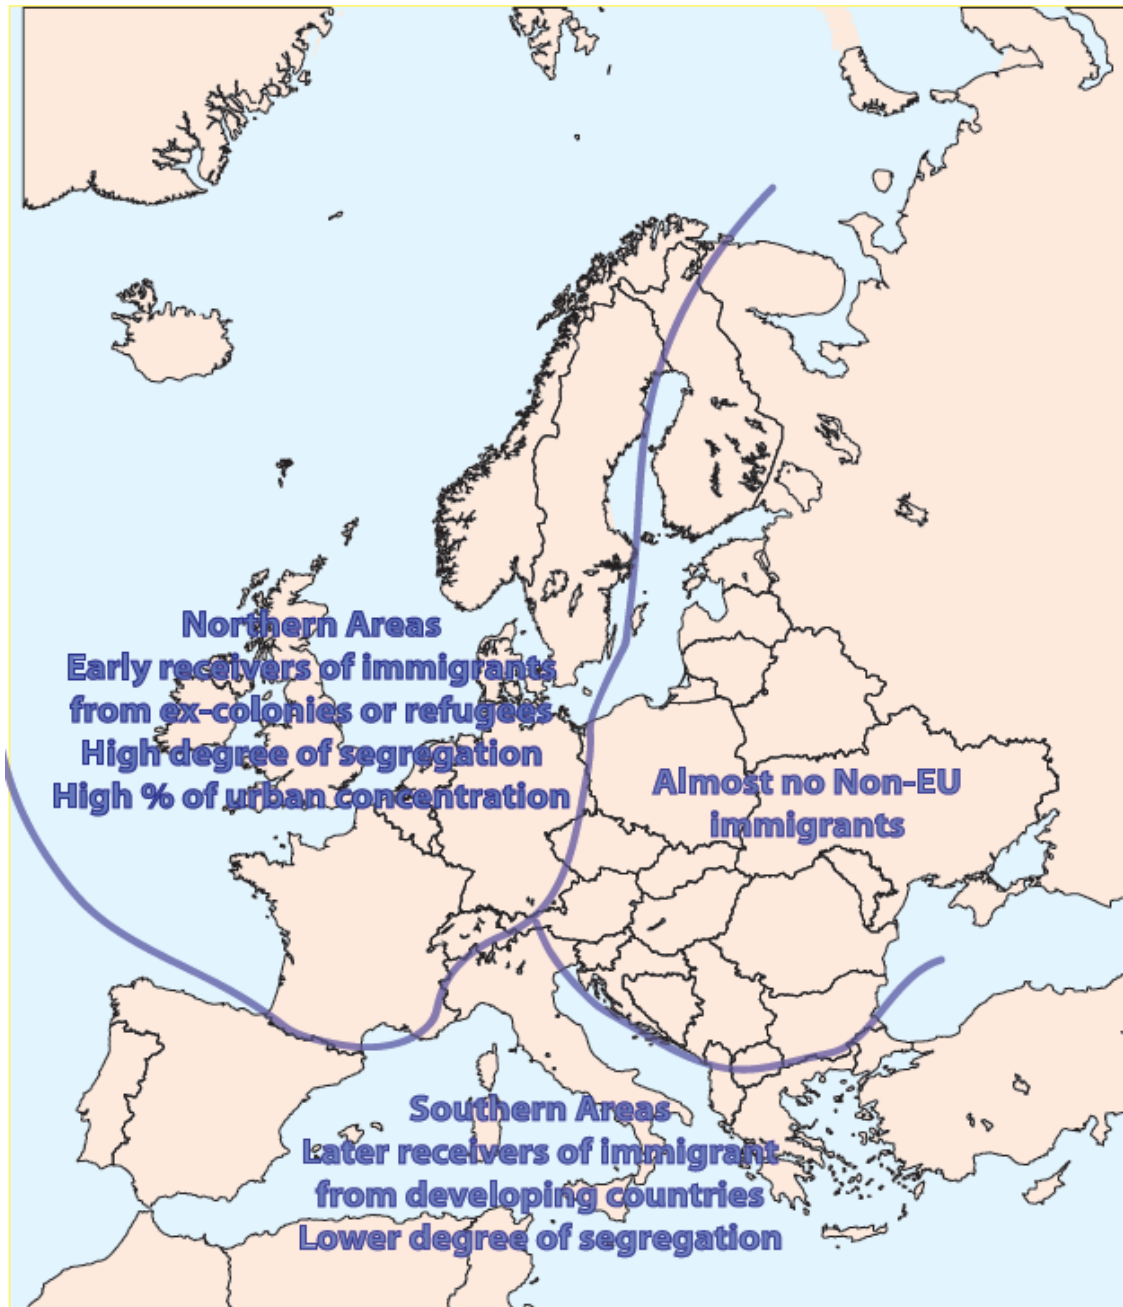 Northern Areas
Early receivers of immigrants
from ex-colonies or refugees
High degree of segregation
High % of urban concentration
Almost no Non-EU
immigrants
Southern Areas
Later receivers of immigrant
from developing countries
Lower degree of segregation